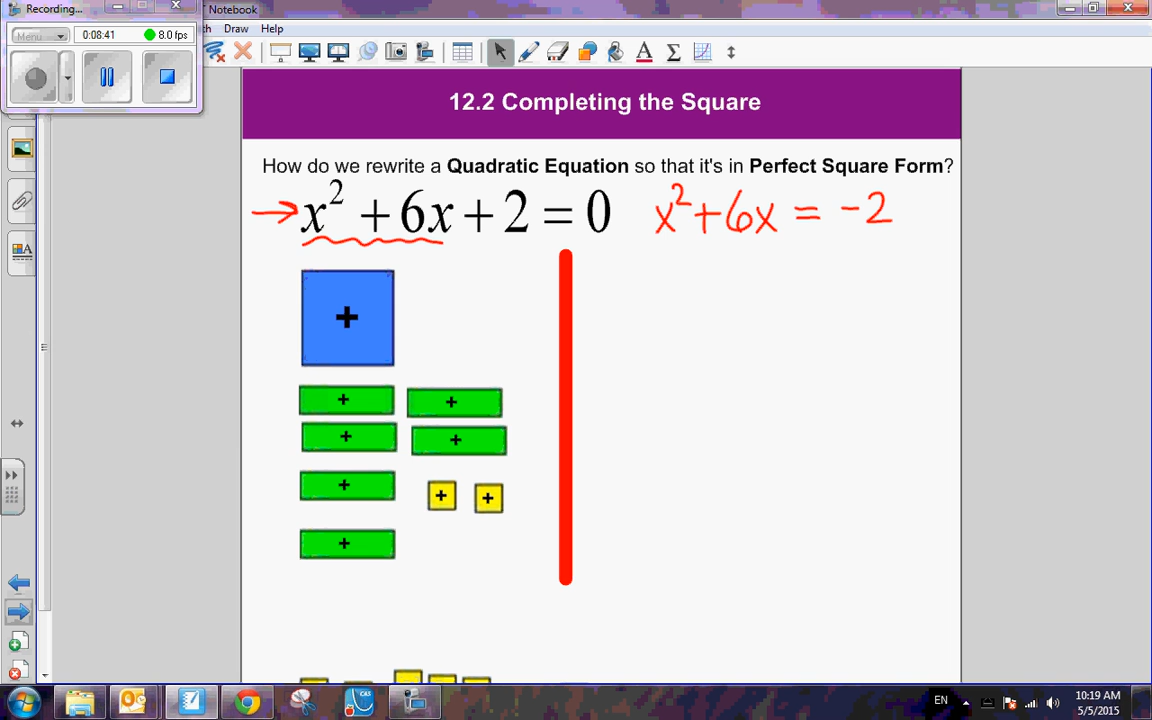 Recording...
Notebook
Menu
0:08:41
8.0 fps
Draw Help
12.2 Completing the Square
How do we rewrite a Quadratic Equation so that it's in Perfect Square Form?
→ x² + 6x + 2 = 0 x² + 6x = -2
+
+ +
+ +
+ + +
+
EN
10:19 AM
5/5/2015